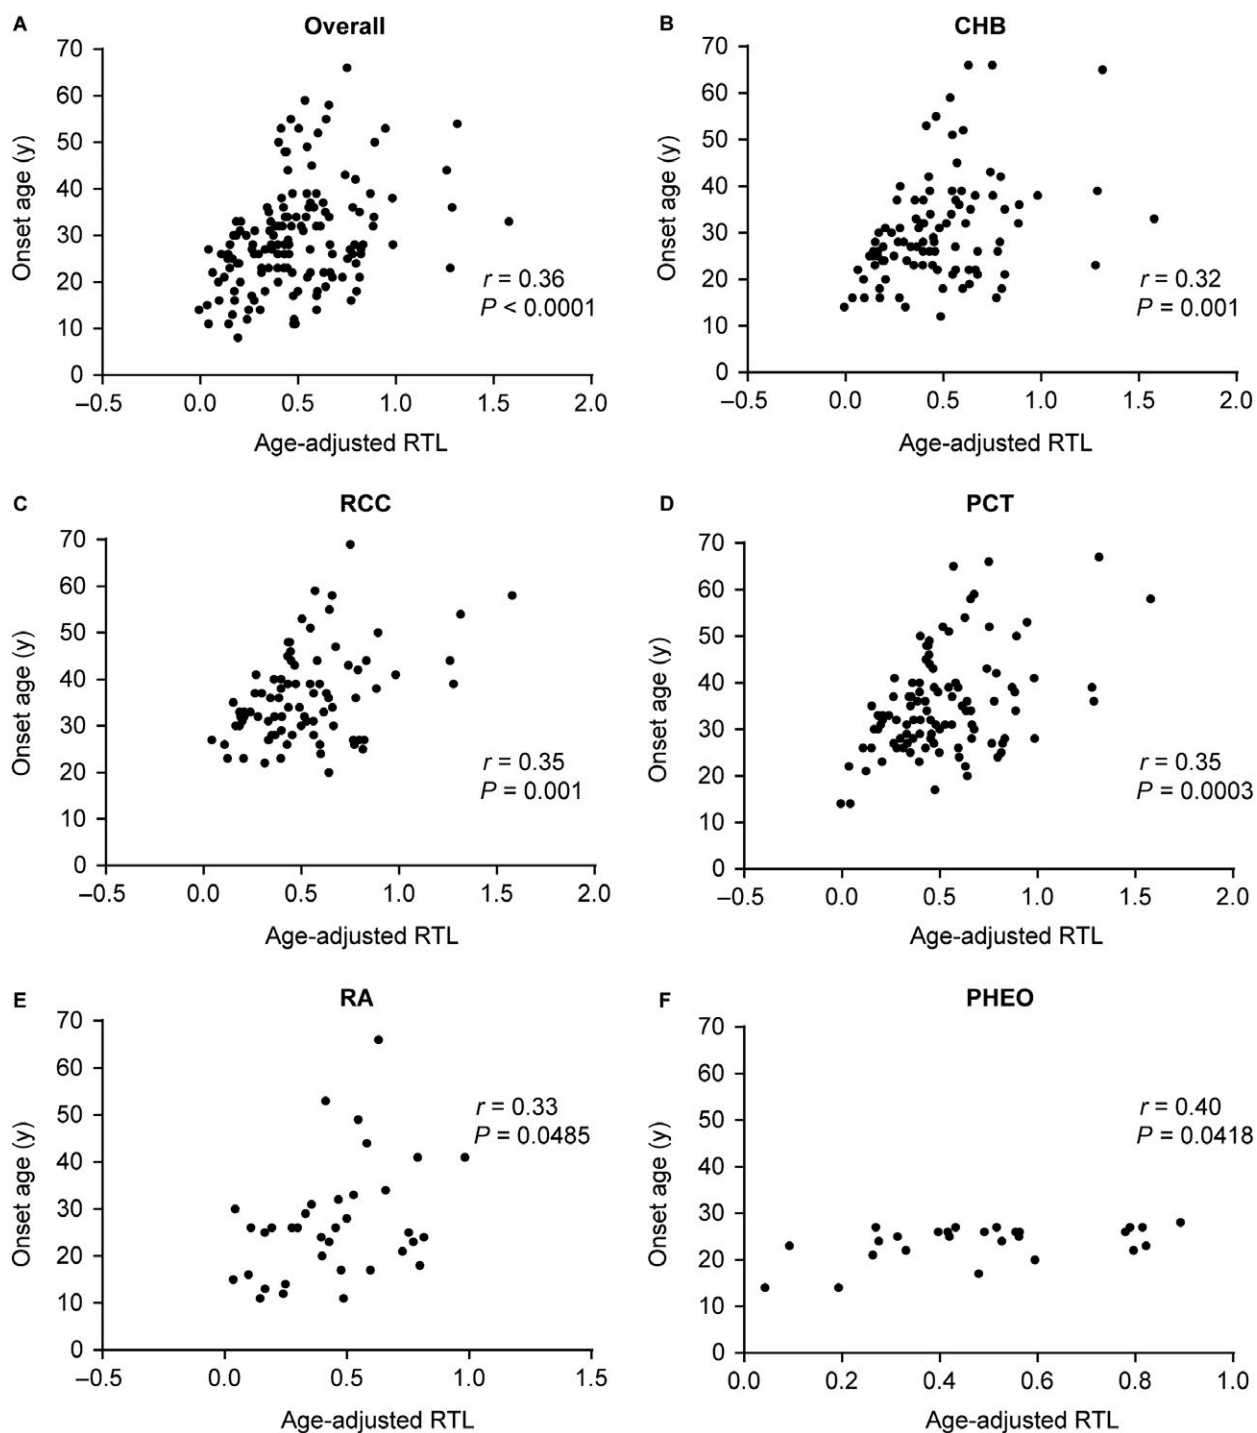 A
Overall
70
60
50
40
30
20
10
0
Onset age (y)
r = 0.36
P < 0.0001
–0.5
0.0
0.5
1.0
1.5
2.0
Age-adjusted RTL
B
CHB
70
60
50
40
30
20
10
0
Onset age (y)
r = 0.32
P = 0.001
–0.5
0.0
0.5
1.0
1.5
2.0
Age-adjusted RTL
C
RCC
70
60
50
40
30
20
10
0
Onset age (y)
r = 0.35
P = 0.001
–0.5
0.0
0.5
1.0
1.5
2.0
Age-adjusted RTL
D
PCT
70
60
50
40
30
20
10
0
Onset age (y)
r = 0.35
P = 0.0003
–0.5
0.0
0.5
1.0
1.5
2.0
Age-adjusted RTL
E
RA
70
60
50
40
30
20
10
0
Onset age (y)
r = 0.33
P = 0.0485
–0.5
0.0
0.5
1.0
1.5
Age-adjusted RTL
F
PHEO
70
60
50
40
30
20
10
0
Onset age (y)
r = 0.40
P = 0.0418
0.0
0.2
0.4
0.6
0.8
1.0
Age-adjusted RTL